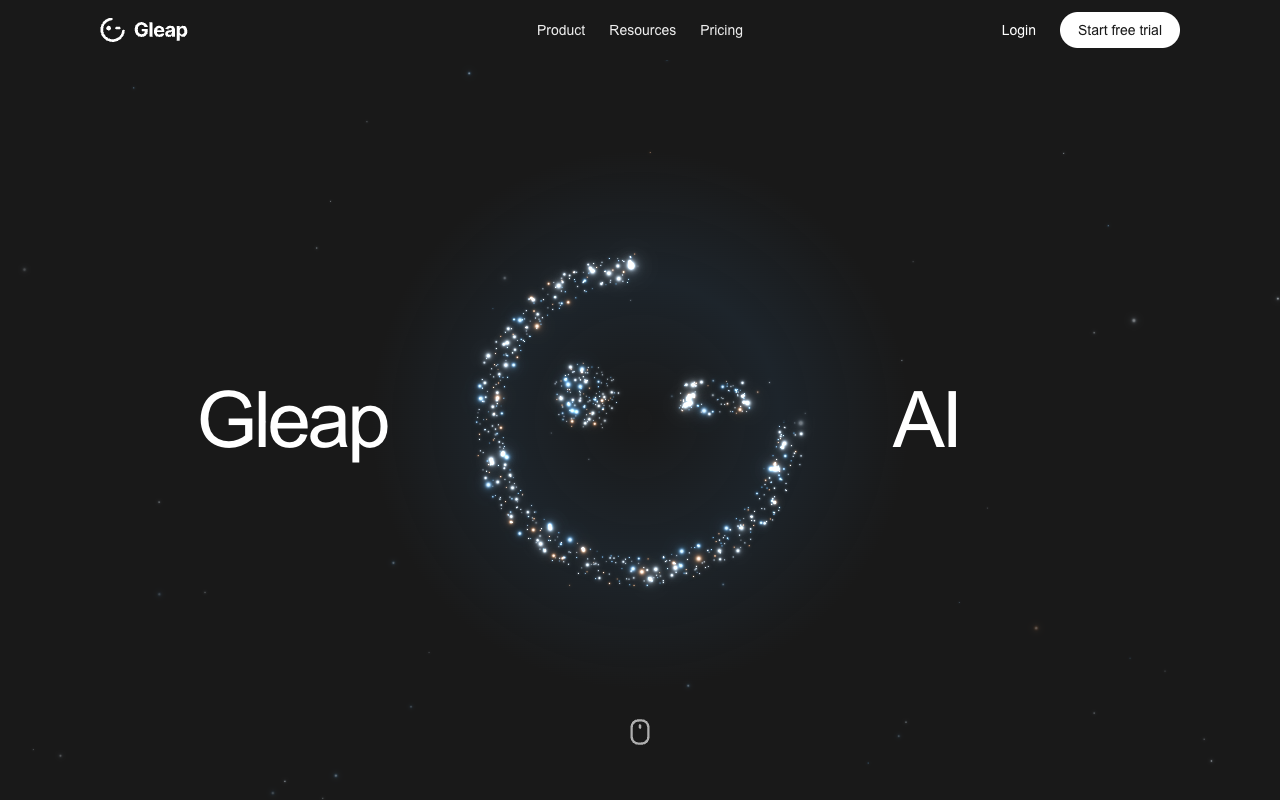 Gleap
Product
Resources
Pricing
Login
Start free trial
Gleap
AI